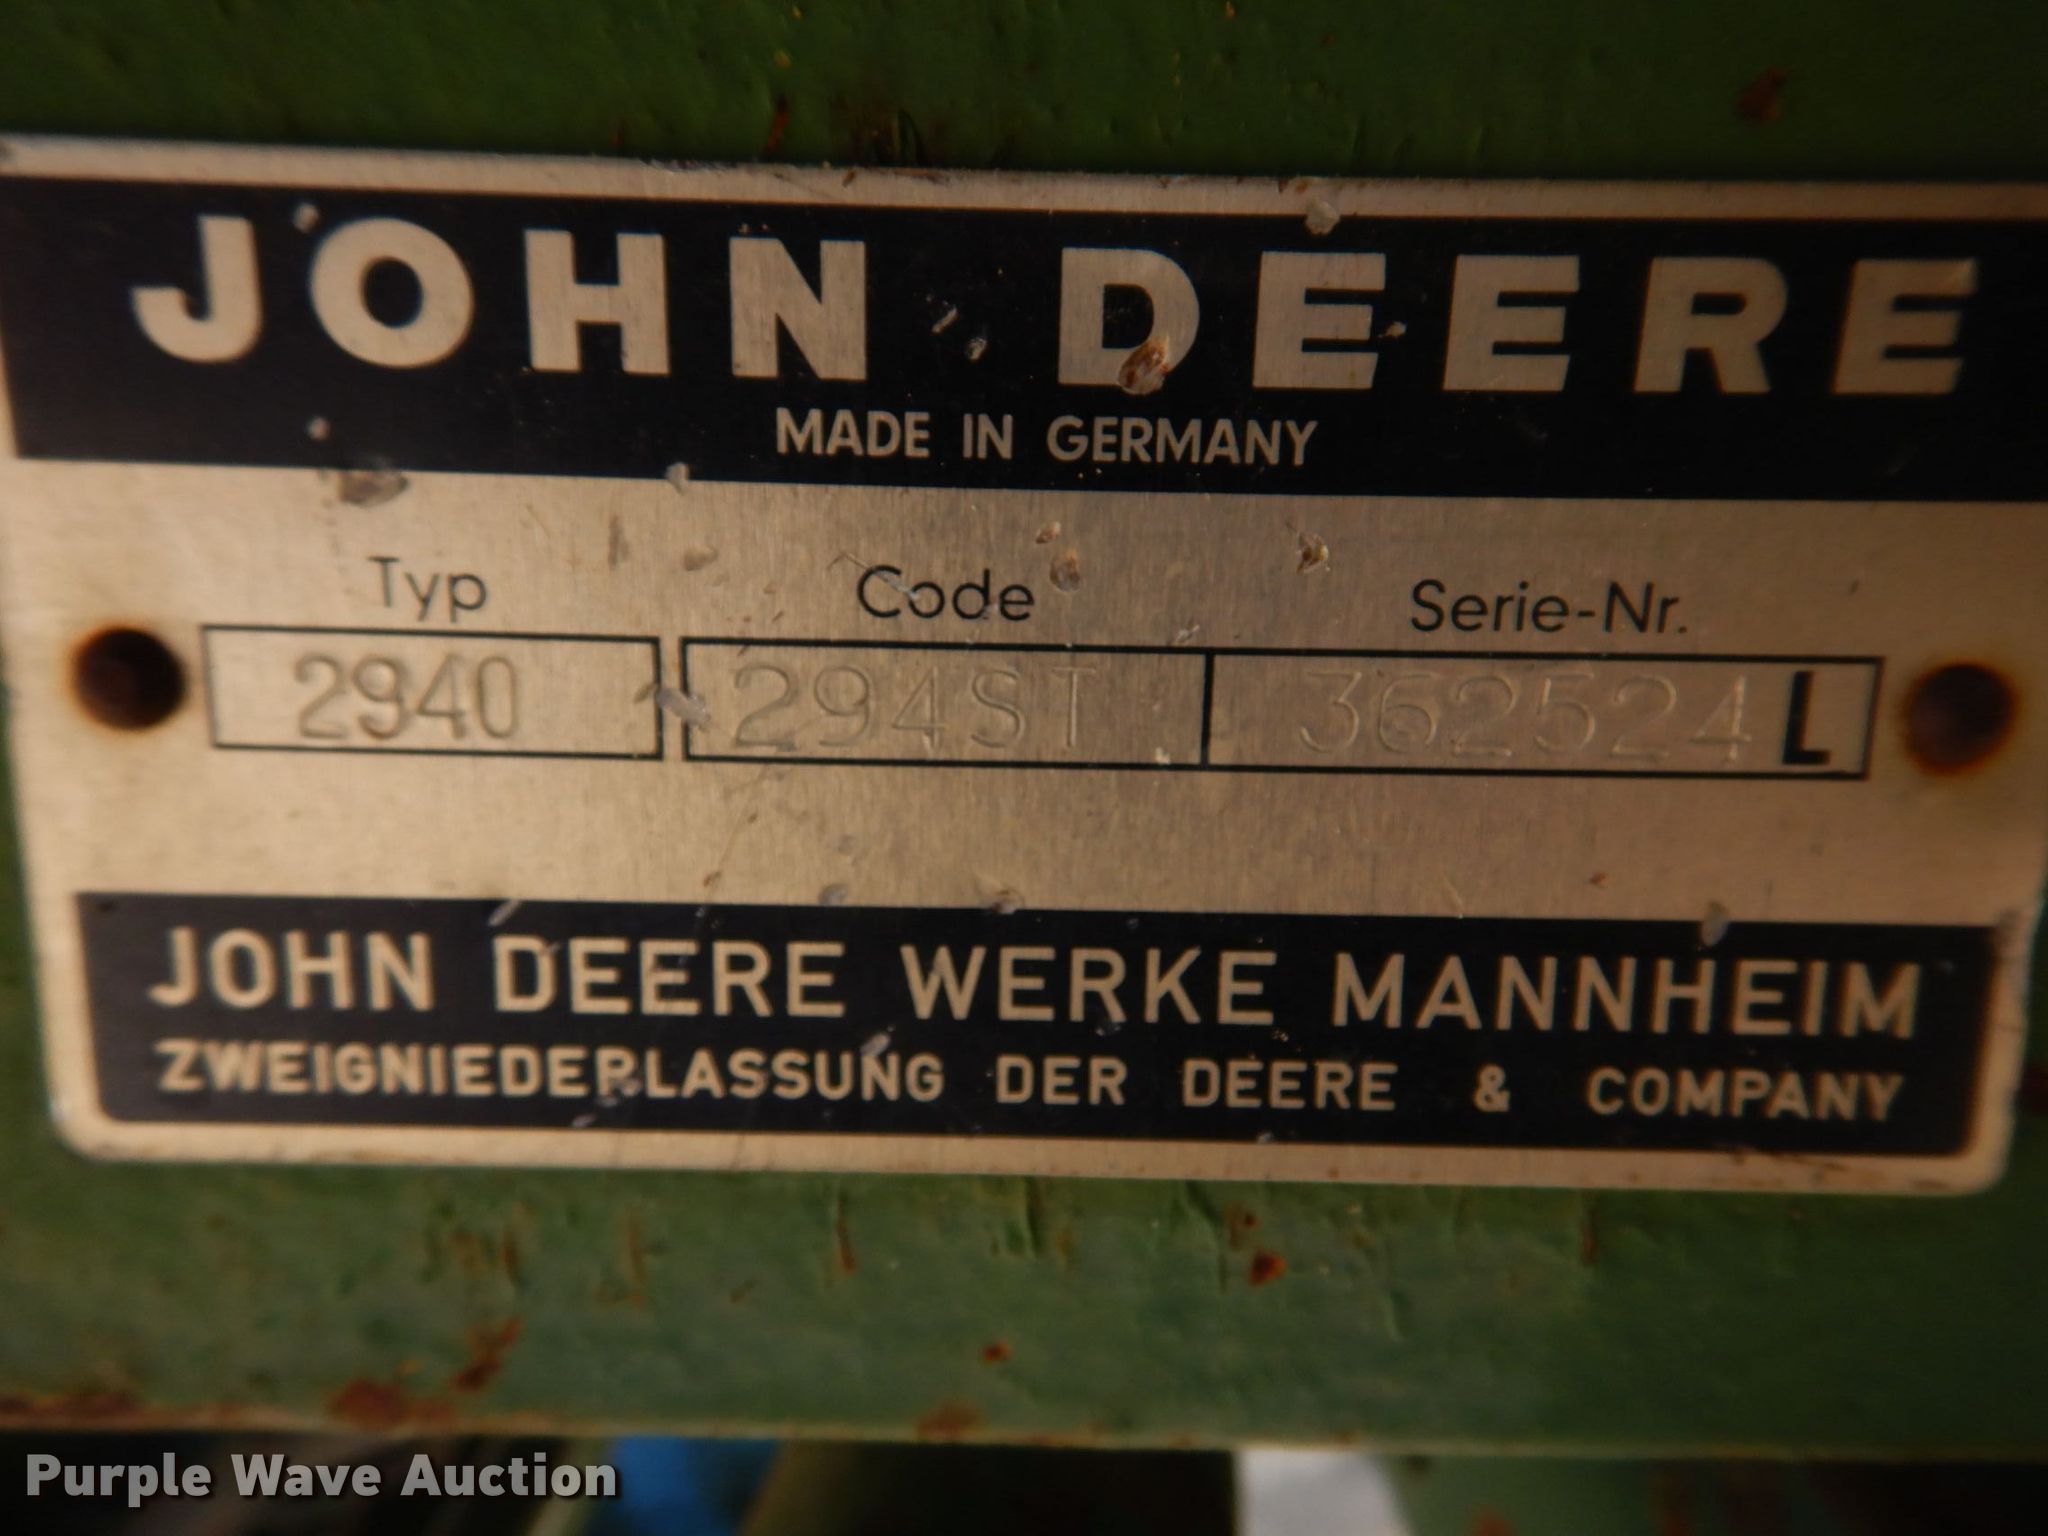 JOHN DEERE
MADE IN GERMANY
Typ Code Serie-Nr.
2940 294ST 362524L
JOHN DEERE WERKE MANNHEIM
ZWEIGNIEDERLASSUNG DER DEERE & COMPANY
Purple Wave Auction